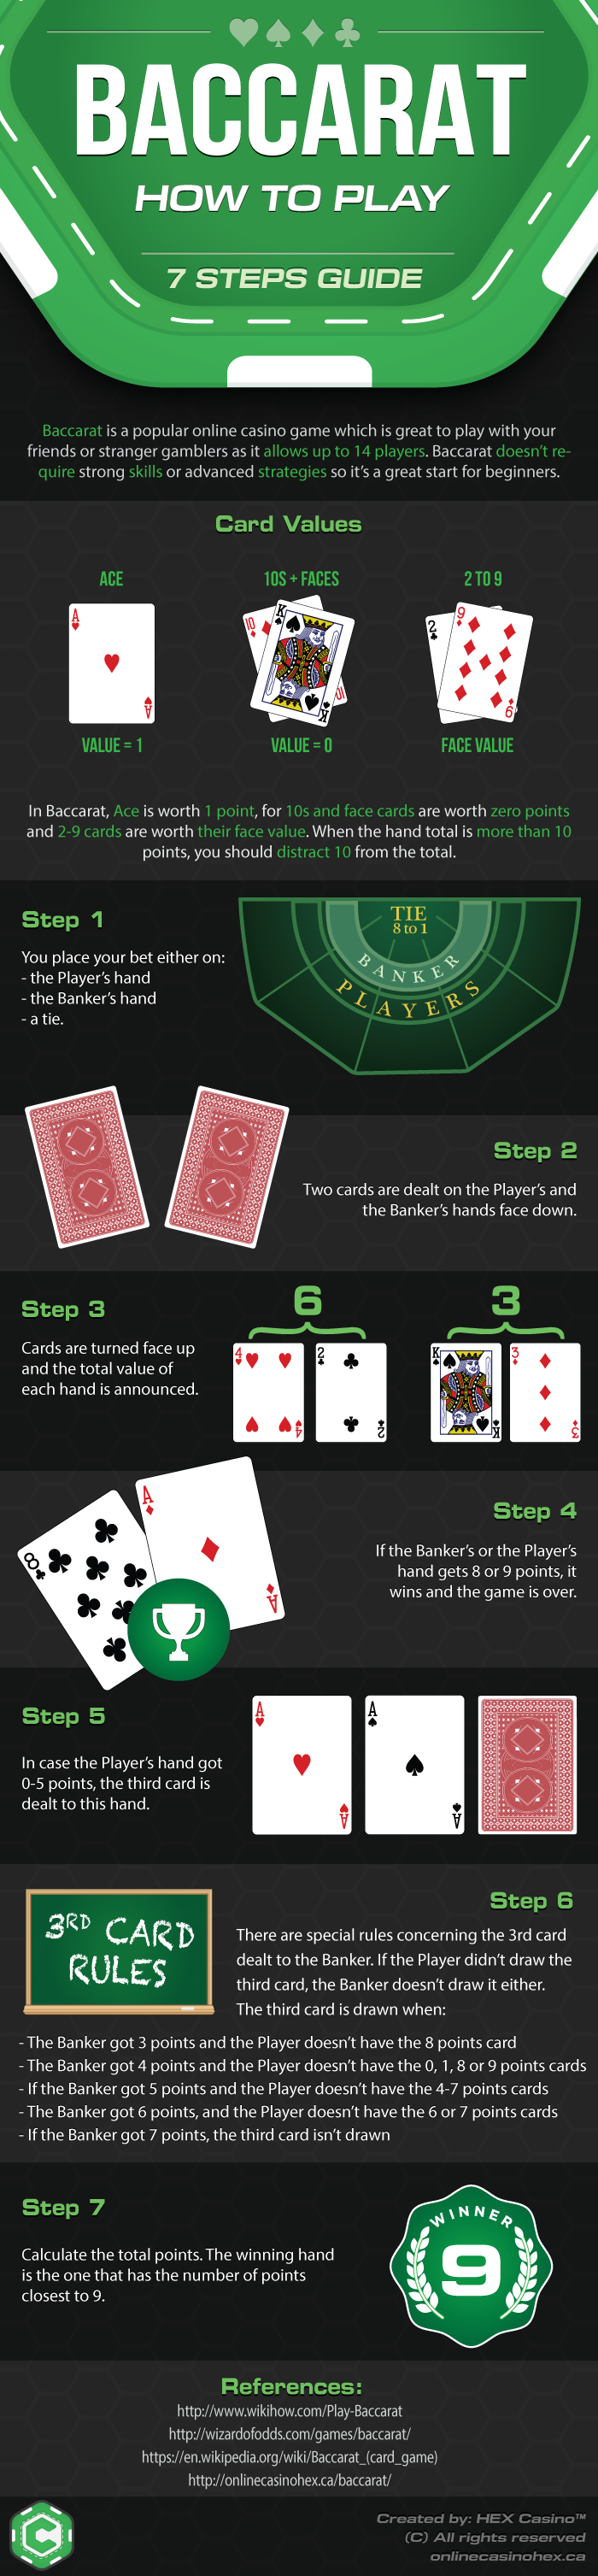 BACCARAT
HOW TO PLAY
7 STEPS GUIDE
Baccarat is a popular online casino game which is great to play with your
friends or stranger gamblers as it allows up to 14 players. Baccarat doesn't re-
quire strong skills or advanced strategies so it's a great start for beginners.
Card Values
ACE
10S + FACES
2 TO 9
A
A
10
K
K
10
2
9
9
VALUE = 1
VALUE = 0
FACE VALUE
In Baccarat, Ace is worth 1 point, for 10s and face cards are worth zero points
and 2-9 cards are worth their face value. When the hand total is more than 10
points, you should distract 10 from the total.
Step 1
You place your bet either on:
- the Player's hand
- the Banker's hand
- a tie.
TIE
8 to 1
BANKER
PLAYERS
Step 2
Two cards are dealt on the Player's and
the Banker's hands face down.
Step 3
Cards are turned face up
and the total value of
each hand is announced.
6
3
4
4
2
2
K
K
3
3
8
A
A
Step 4
If the Banker's or the Player's
hand gets 8 or 9 points, it
wins and the game is over.
Step 5
In case the Player's hand got
0-5 points, the third card is
dealt to this hand.
A
A
A
A
3RD CARD
RULES
Step 6
There are special rules concerning the 3rd card
dealt to the Banker. If the Player didn't draw the
third card, the Banker doesn't draw it either.
The third card is drawn when:
- The Banker got 3 points and the Player doesn't have the 8 points card
- The Banker got 4 points and the Player doesn't have the 0, 1, 8 or 9 points cards
- If the Banker got 5 points and the Player doesn't have the 4-7 points cards
- The Banker got 6 points, and the Player doesn't have the 6 or 7 points cards
- If the Banker got 7 points, the third card isn't drawn
Step 7
Calculate the total points. The winning hand
is the one that has the number of points
closest to 9.
WINNER
9
References:
http://www.wikihow.com/Play-Baccarat
http://wizardofodds.com/games/baccarat/
https://en.wikipedia.org/wiki/Baccarat_(card_game)
http://onlinecasinohex.ca/baccarat/
Created by: HEX Casino™
(C) All rights reserved
onlinecasinohex.ca